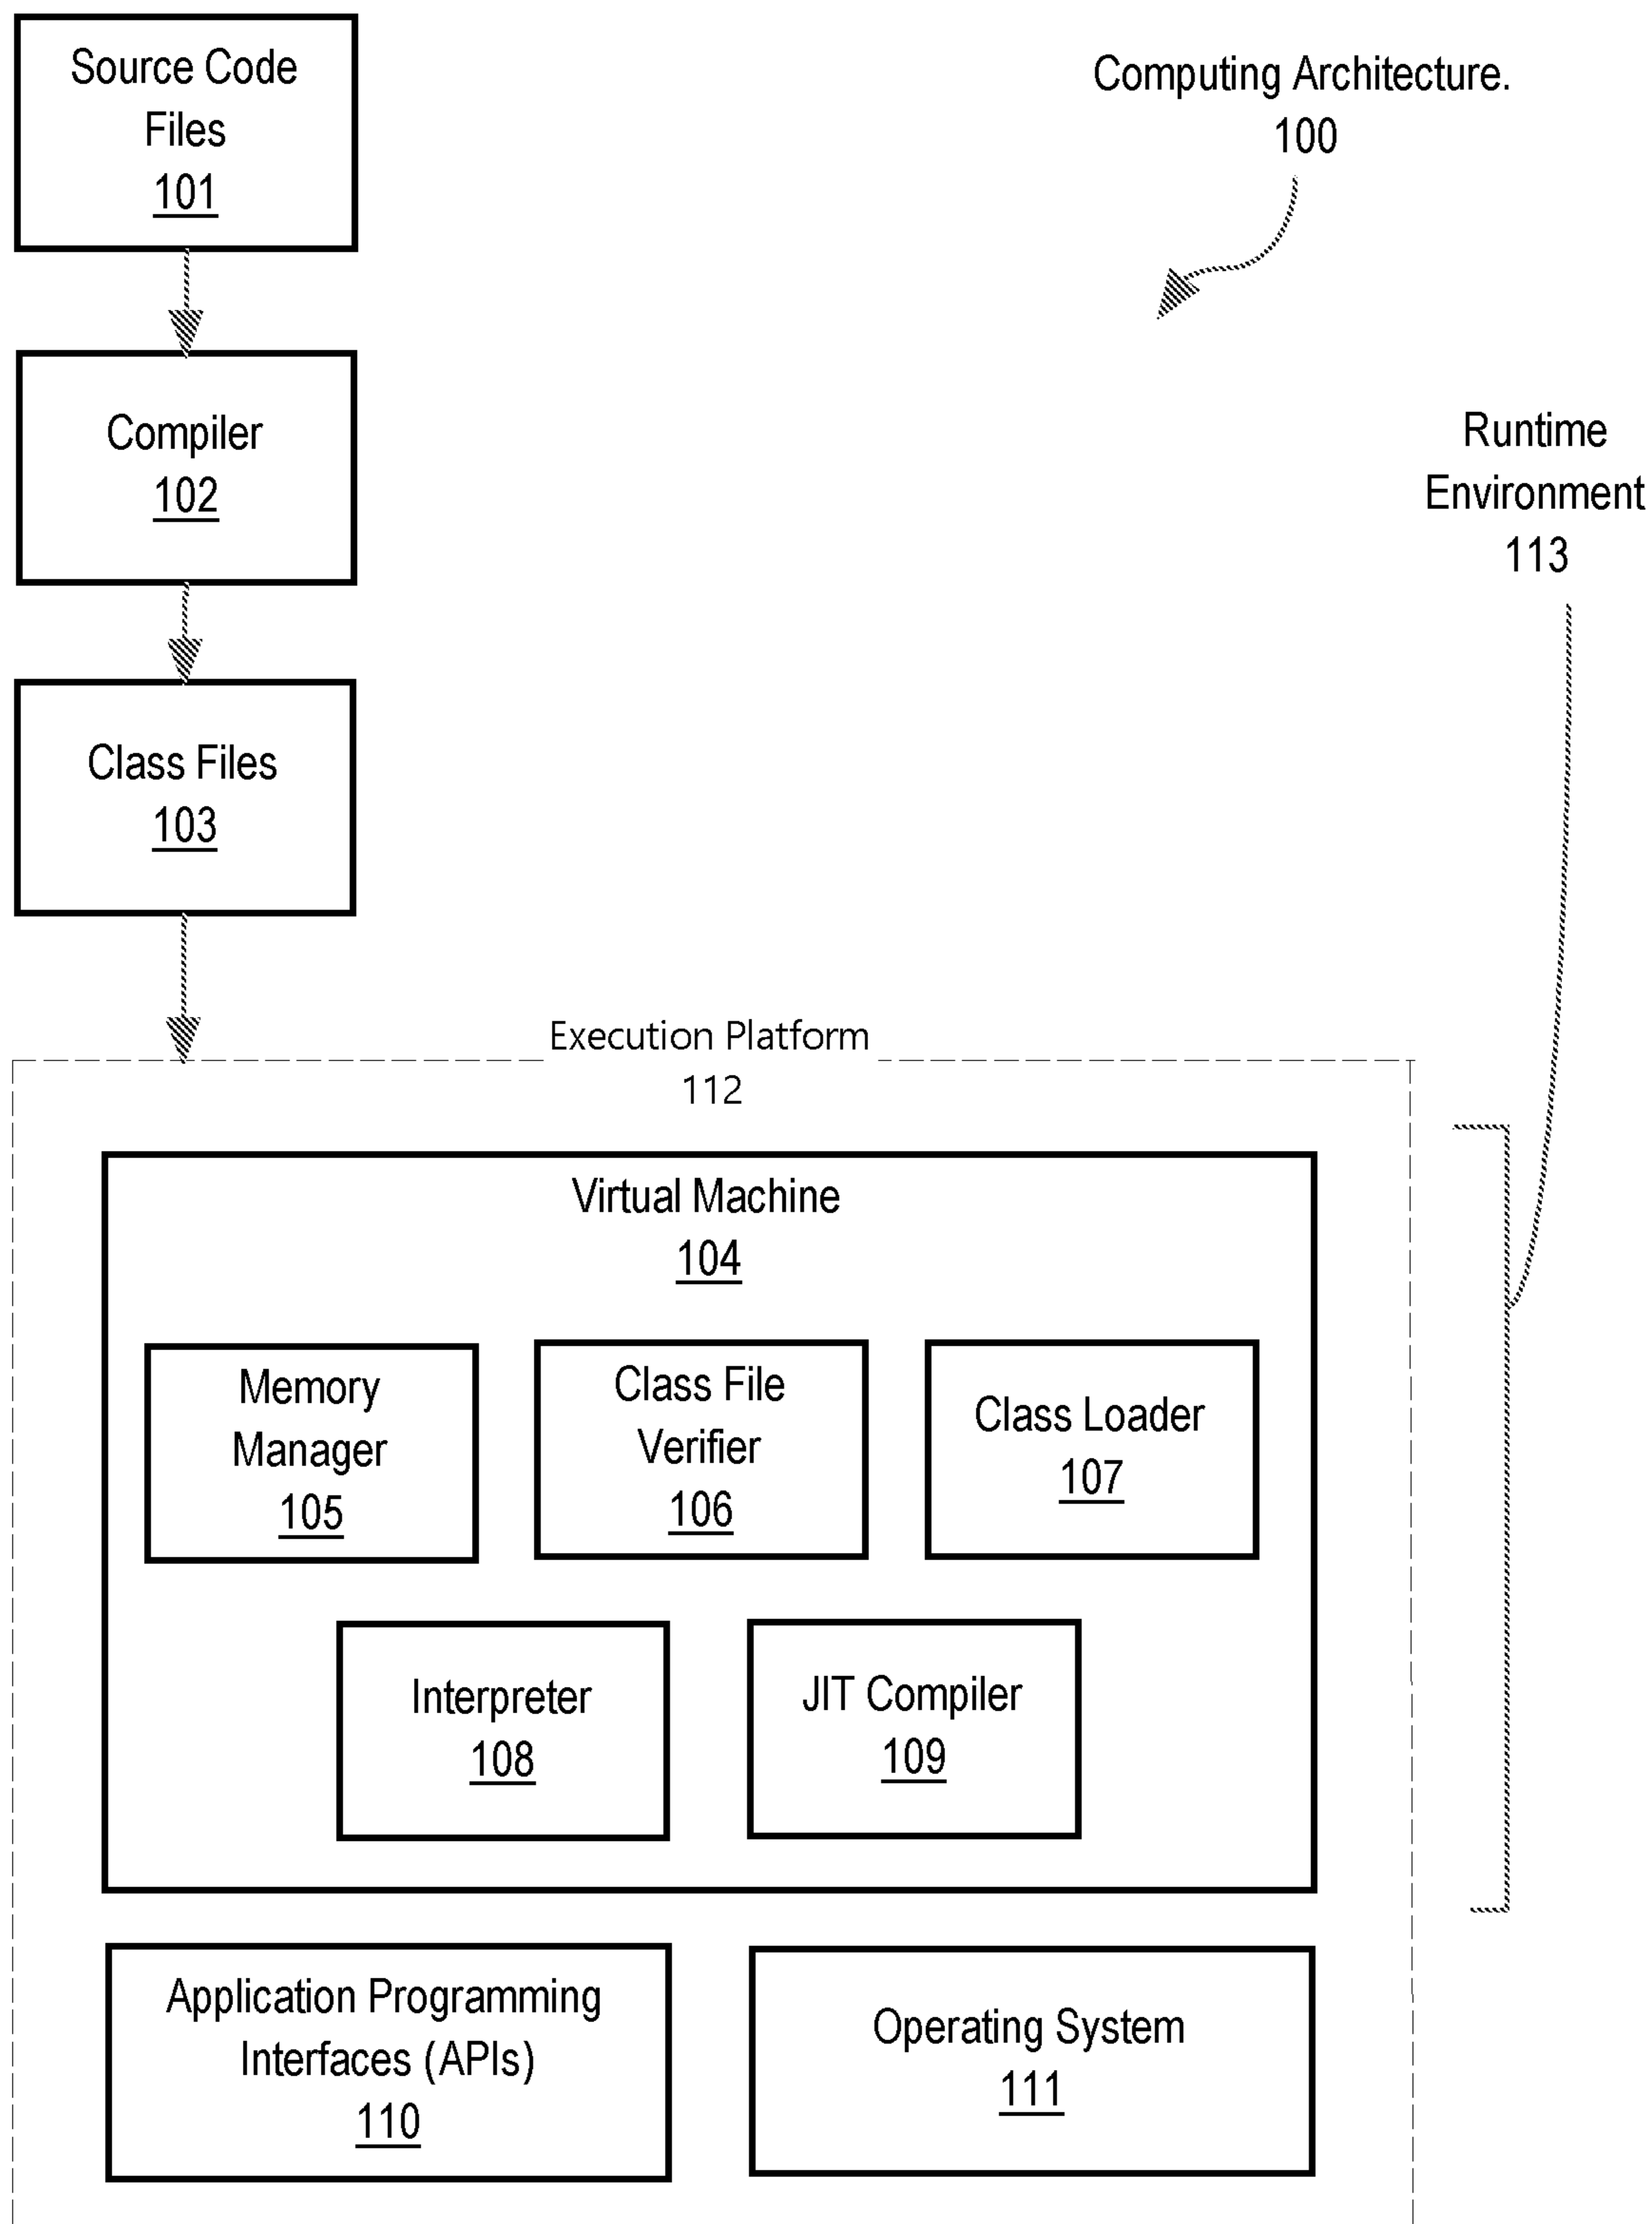 Source Code
Files
101
Computing Architecture.
100
Compiler
102
Runtime
Environment
113
Class Files
103
Execution Platform
112
Virtual Machine
104
Memory
Manager
105
Class File
Verifier
106
Class Loader
107
Interpreter
108
JIT Compiler
109
Application Programming
Interfaces (APIs)
110
Operating System
111